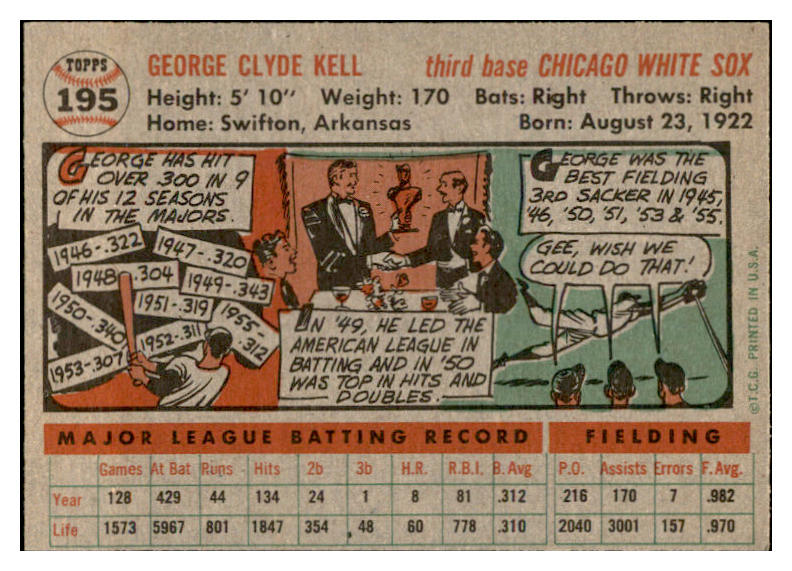 TOPPS
195
GEORGE CLYDE KELL third base CHICAGO WHITE SOX
Height: 5' 10" Weight: 170 Bats: Right Throws: Right
Home: Swifton, Arkansas Born: August 23, 1922
GEORGE HAS HIT
OVER .300 IN 9
OF HIS 12 SEASONS
IN THE MAJORS.
1946-.322
1947-.320
1948-.304
1949-.343
1950-.340
1951-.319
1952-.311
1953-.307
1955-.312
IN '49, HE LED THE
AMERICAN LEAGUE IN
BATTING AND IN '50
WAS TOP IN HITS AND
DOUBLES.
GEORGE WAS THE
BEST FIELDING
3RD SACKER IN 1945,
'46, '50, '51, '53 & '55.
GEE, WISH WE
COULD DO THAT!
©T.C.G. PRINTED IN U.S.A.
MAJOR LEAGUE BATTING RECORD FIELDING
Games At Bat Runs Hits 2b 3b H.R. R.B.I. B. Avg P.O. Assists Errors F. Avg.
Year 128 429 44 134 24 1 8 81 .312 216 170 7 .982
Life 1573 5967 801 1847 354 48 60 778 .310 2040 3001 157 .970